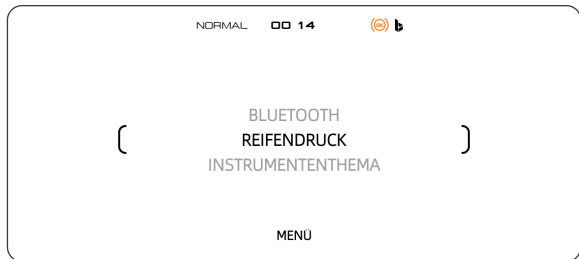 NORMAL 00 14
BLUETOOTH
REIFENDRUCK
INSTRUMENTENTHEMA
MENÜ